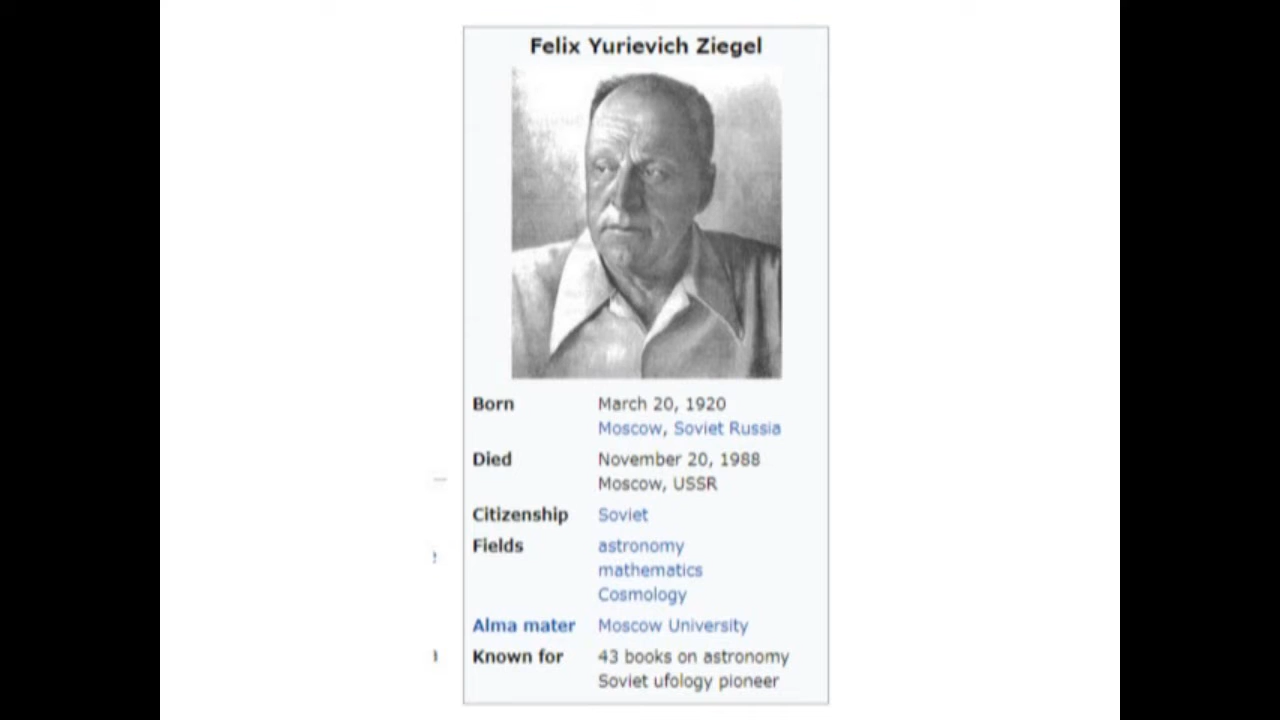 Felix Yurievich Ziegel
Born March 20, 1920
Moscow, Soviet Russia
Died November 20, 1988
Moscow, USSR
Citizenship Soviet
Fields astronomy
mathematics
Cosmology
Alma mater Moscow University
Known for 43 books on astronomy
Soviet ufology pioneer